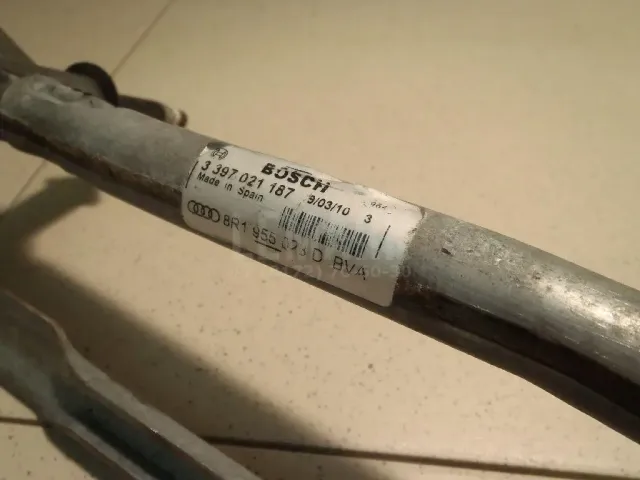 BOSCH
3 397 021 187 9/03/10 3
Made in Spain
8R1 955 023 D BVA